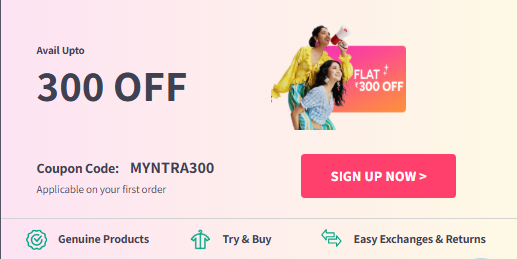 Avail Upto
300 OFF
FLAT
₹300 OFF
Coupon Code: MYNTRA300
Applicable on your first order
SIGN UP NOW >
Genuine Products
Try & Buy
Easy Exchanges & Returns